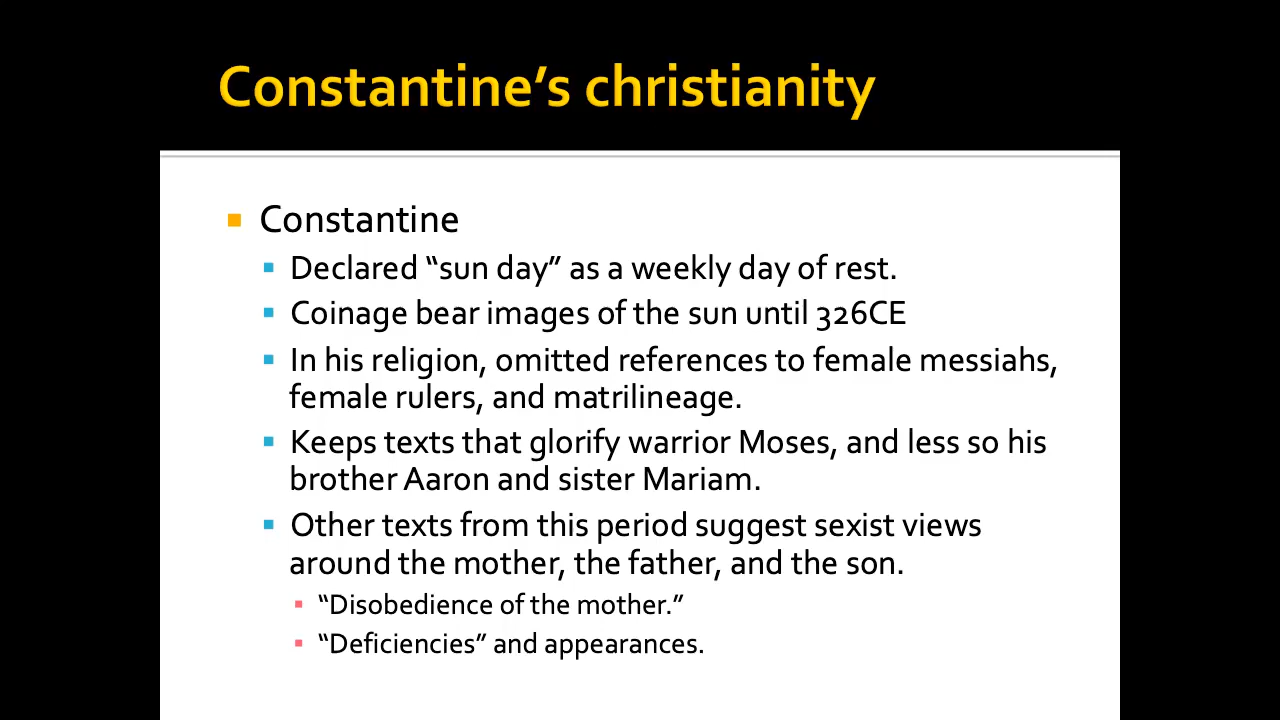 Constantine’s christianity
Constantine
Declared “sun day” as a weekly day of rest.
Coinage bear images of the sun until 326CE
In his religion, omitted references to female messiahs,
female rulers, and matrilineage.
Keeps texts that glorify warrior Moses, and less so his
brother Aaron and sister Mariam.
Other texts from this period suggest sexist views
around the mother, the father, and the son.
“Disobedience of the mother.”
“Deficiencies” and appearances.